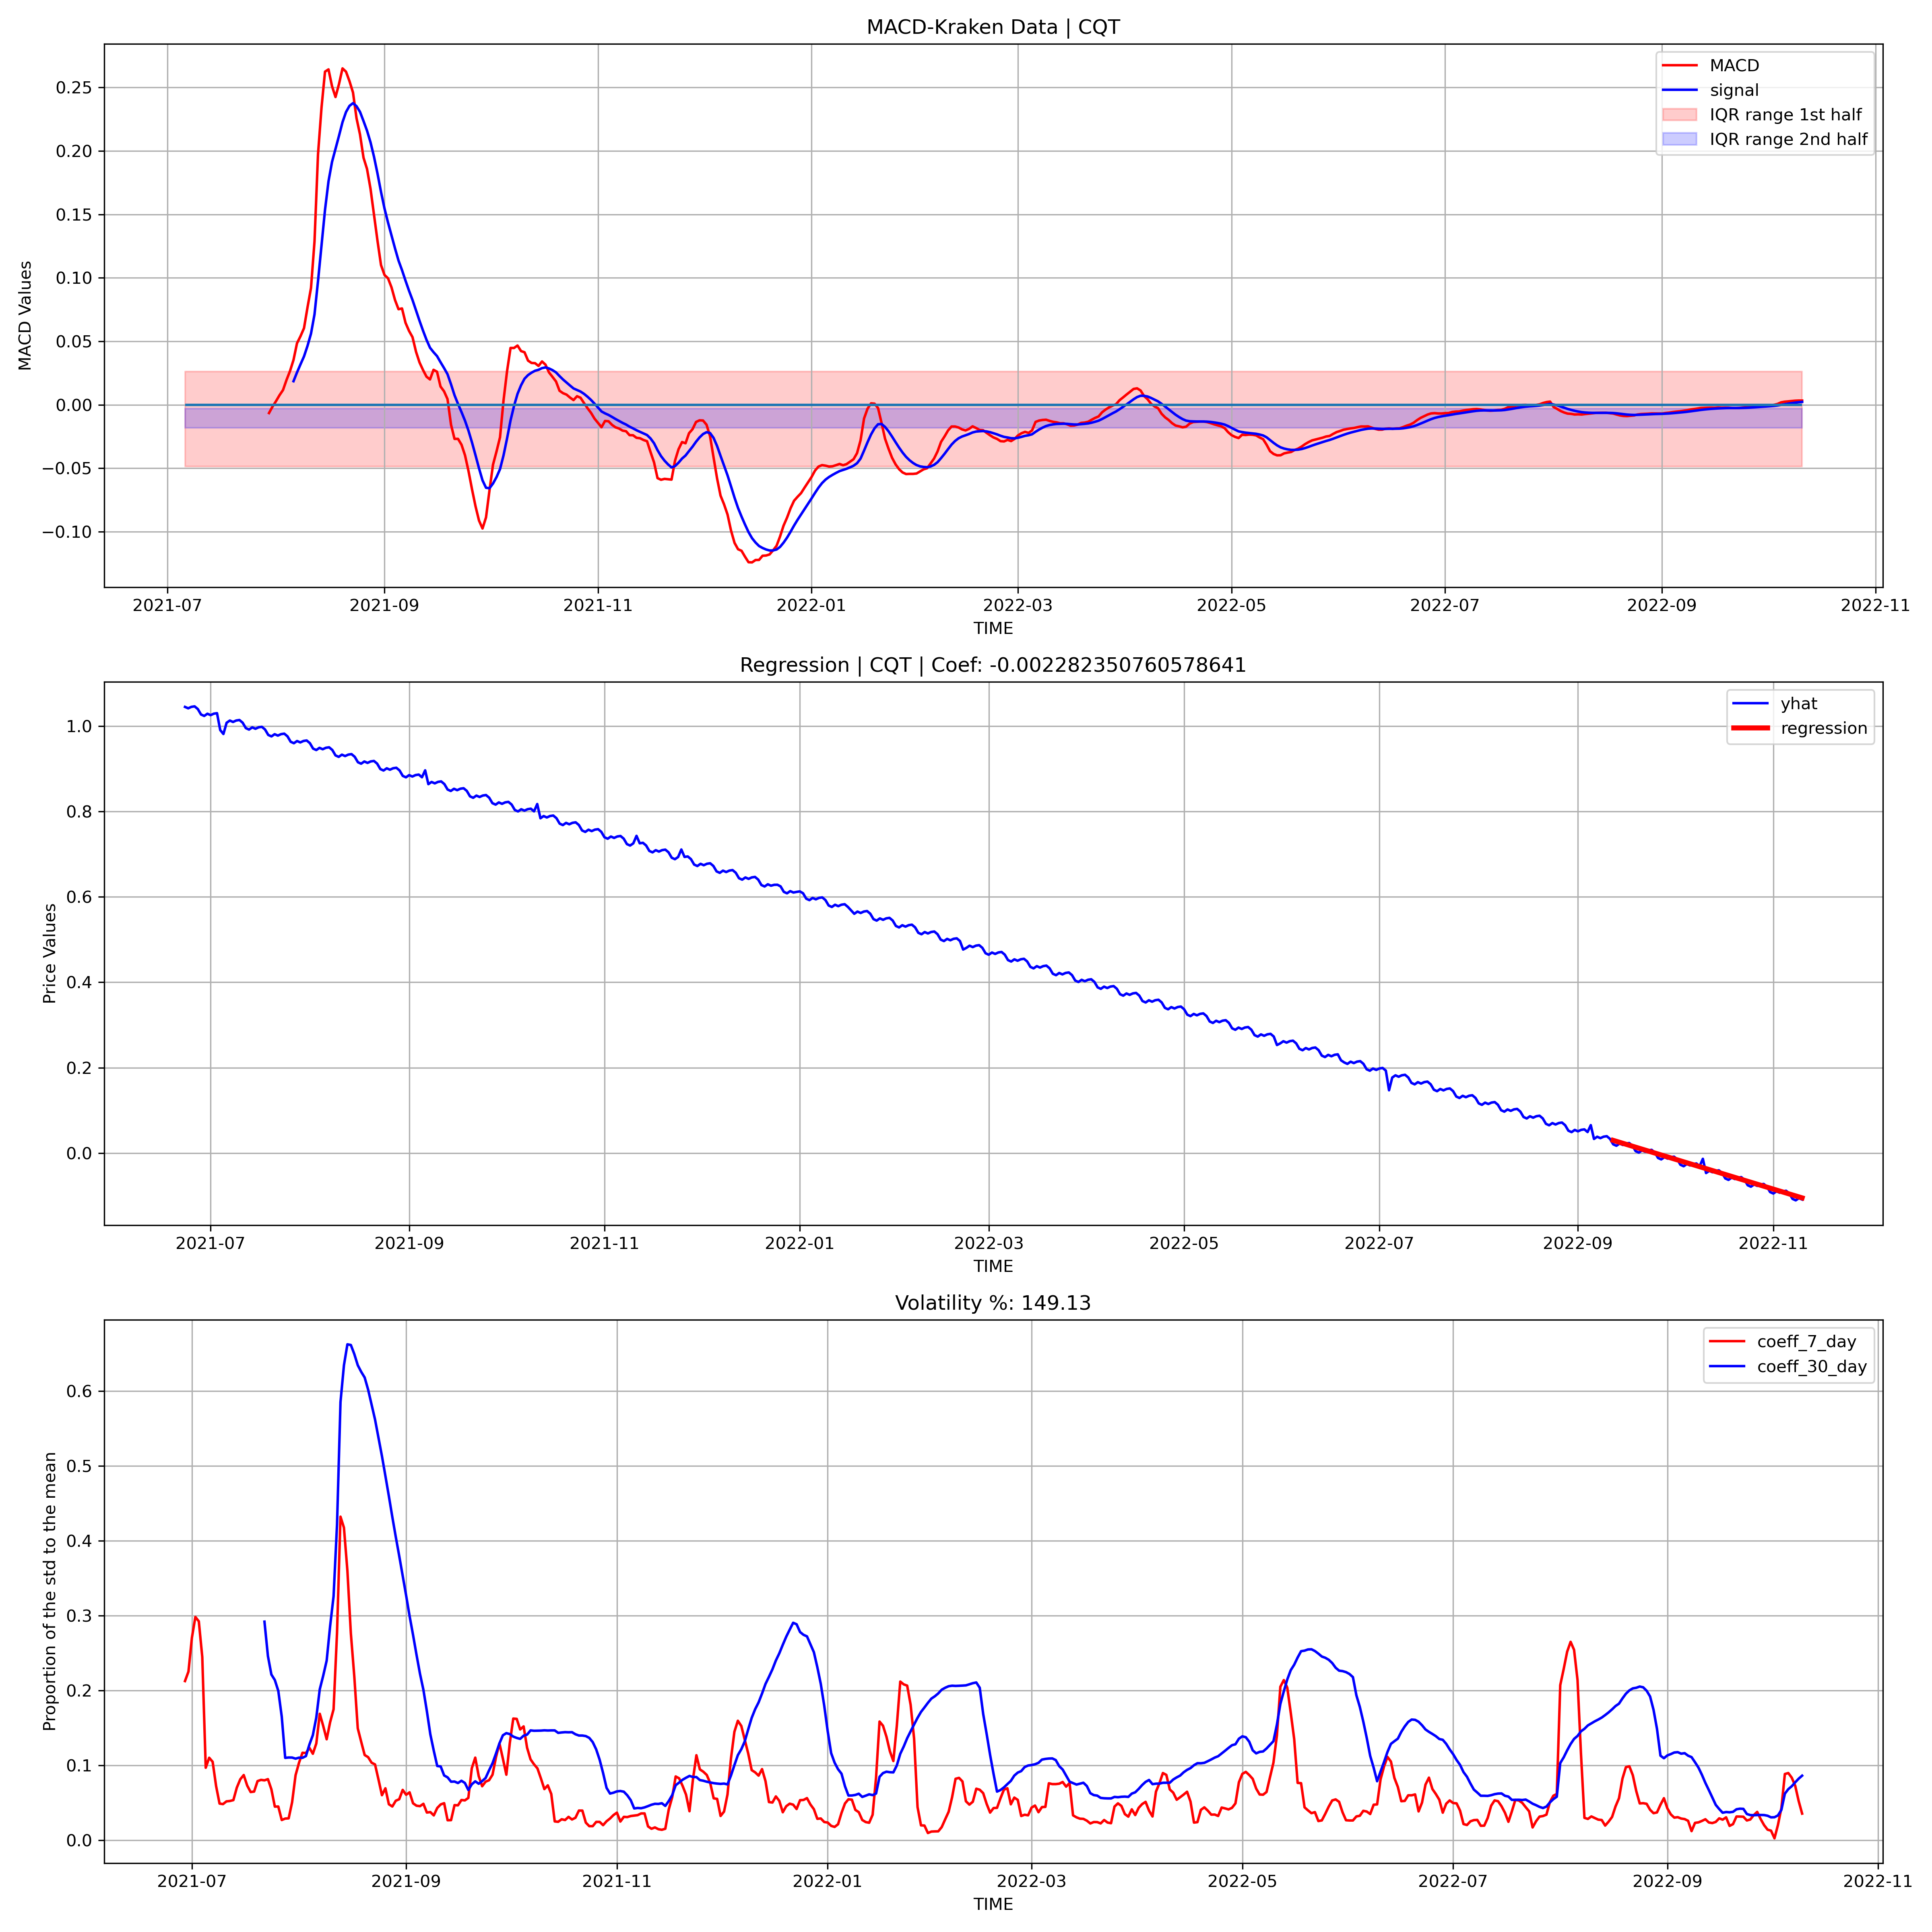 MACD-Kraken Data | CQT
MACD Values
0.25
0.20
0.15
0.10
0.05
0.00
−0.05
−0.10
MACD
signal
IQR range 1st half
IQR range 2nd half
2021-07 2021-09 2021-11 2022-01 2022-03 2022-05 2022-07 2022-09 2022-11
TIME
Regression | CQT | Coef: -0.002282350760578641
Price Values
1.0
0.8
0.6
0.4
0.2
0.0
yhat
regression
2021-07 2021-09 2021-11 2022-01 2022-03 2022-05 2022-07 2022-09 2022-11
TIME
Volatility %: 149.13
Proportion of the std to the mean
0.6
0.5
0.4
0.3
0.2
0.1
0.0
coeff_7_day
coeff_30_day
2021-07 2021-09 2021-11 2022-01 2022-03 2022-05 2022-07 2022-09 2022-11
TIME